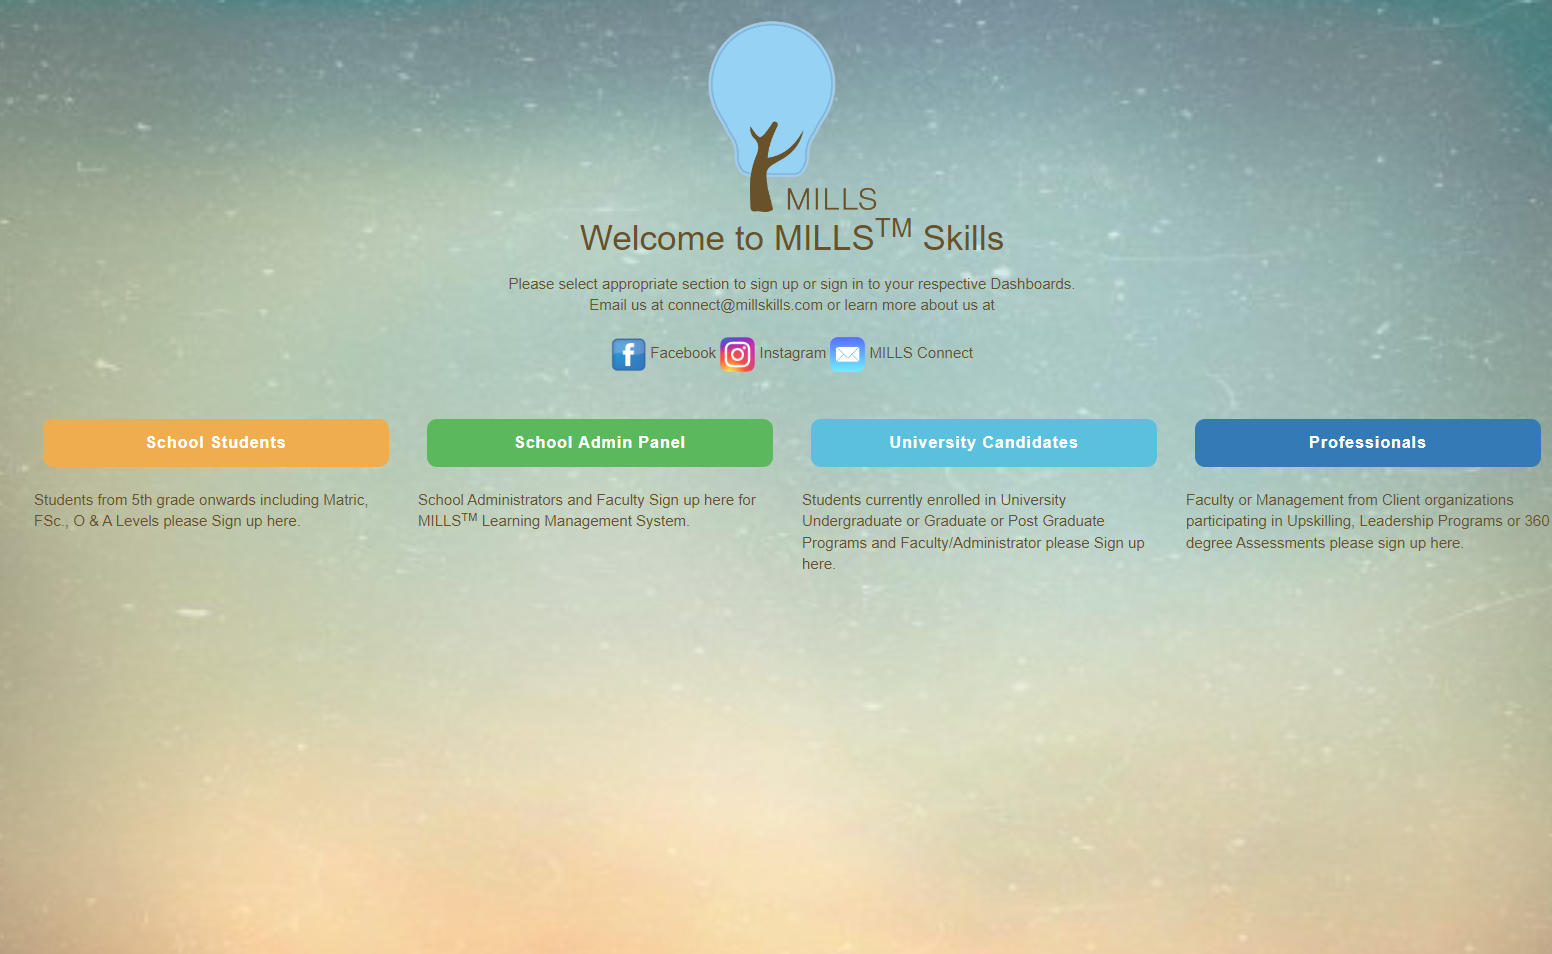 MILLS
Welcome to MILLS™ Skills
Please select appropriate section to sign up or sign in to your respective Dashboards.
Email us at connect@millskills.com or learn more about us at
Facebook Instagram MILLS Connect
School Students
Students from 5th grade onwards including Matric,
FSc., O & A Levels please Sign up here.
School Admin Panel
School Administrators and Faculty Sign up here for
MILLS™ Learning Management System.
University Candidates
Students currently enrolled in University
Undergraduate or Graduate or Post Graduate
Programs and Faculty/Administrator please Sign up
here.
Professionals
Faculty or Management from Client organizations
participating in Upskilling, Leadership Programs or 360
degree Assessments please sign up here.